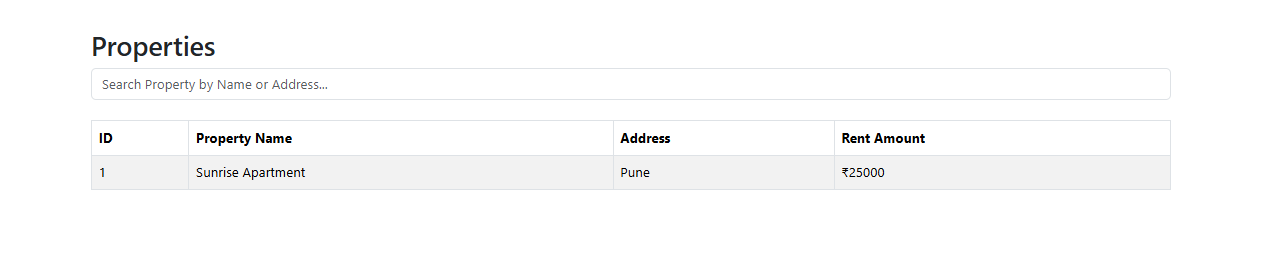 Properties
Search Property by Name or Address...
ID Property Name Address Rent Amount
1 Sunrise Apartment Pune ₹25000